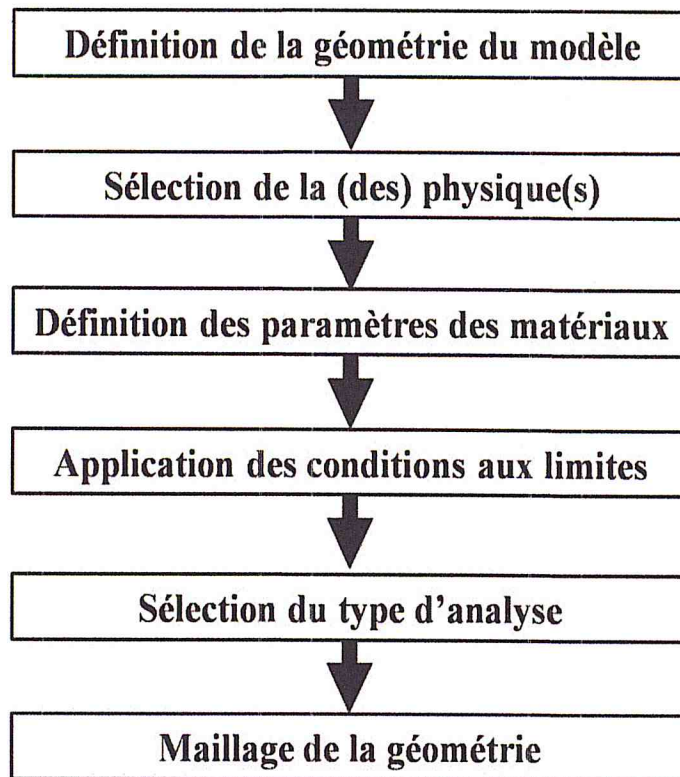 Définition de la géométrie du modèle
Sélection de la (des) physique(s)
Définition des paramètres des matériaux
Application des conditions aux limites
Sélection du type d'analyse
Maillage de la géométrie